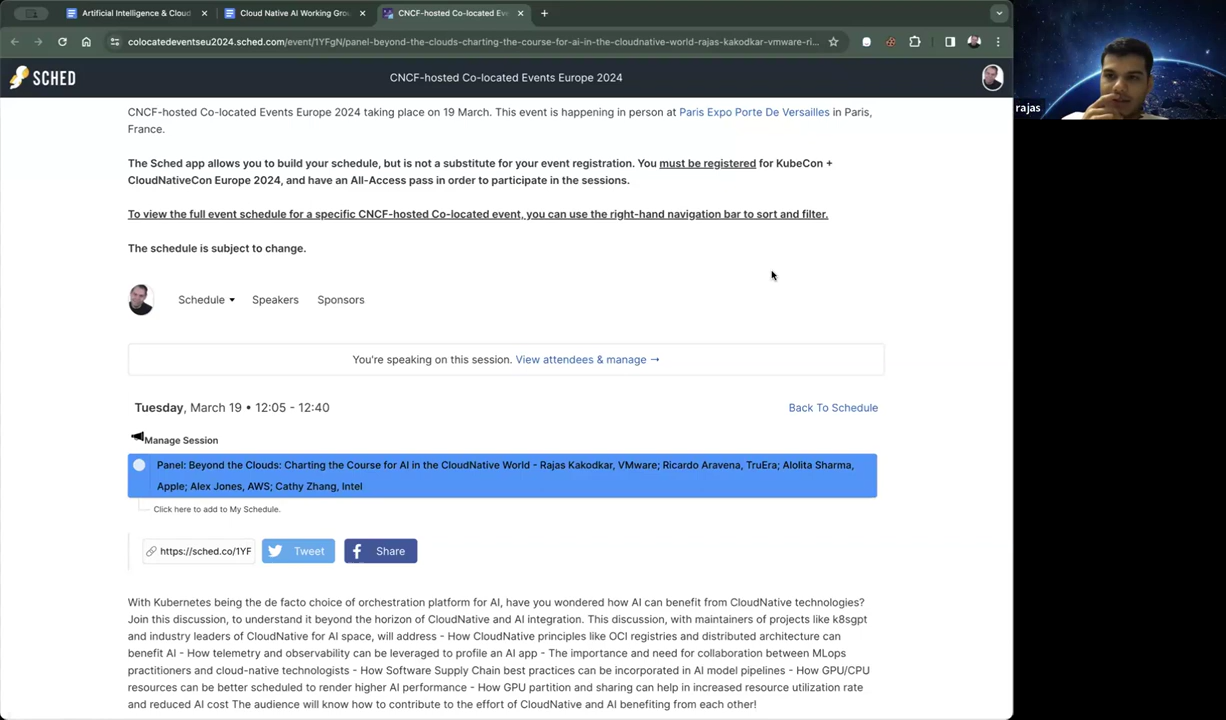 Artificial Intelligence & Cloud
Cloud Native AI Working Gro
CNCF-hosted Co-located Eve
colocatedeventseu2024.sched.com/event/1YFgN/panel-beyond-the-clouds-charting-the-course-for-ai-in-the-cloudnative-world-rajas-kakodkar-vmware-ri...
SCHED
CNCF-hosted Co-located Events Europe 2024
rajas
CNCF-hosted Co-located Events Europe 2024 taking place on 19 March. This event is happening in person at Paris Expo Porte De Versailles in Paris,
France.
The Sched app allows you to build your schedule, but is not a substitute for your event registration. You must be registered for KubeCon +
CloudNativeCon Europe 2024, and have an All-Access pass in order to participate in the sessions.
To view the full event schedule for a specific CNCF-hosted Co-located event, you can use the right-hand navigation bar to sort and filter.
The schedule is subject to change.
Schedule Speakers Sponsors
You're speaking on this session. View attendees & manage →
Tuesday, March 19 • 12:05 - 12:40
Back To Schedule
Manage Session
Panel: Beyond the Clouds: Charting the Course for AI in the CloudNative World - Rajas Kakodkar, VMware; Ricardo Aravena, TruEra; Alolita Sharma,
Apple; Alex Jones, AWS; Cathy Zhang, Intel
Click here to add to My Schedule.
https://sched.co/1YF
Tweet
Share
With Kubernetes being the de facto choice of orchestration platform for AI, have you wondered how AI can benefit from CloudNative technologies?
Join this discussion, to understand it beyond the horizon of CloudNative and AI integration. This discussion, with maintainers of projects like k8sgpt
and industry leaders of CloudNative for AI space, will address - How CloudNative principles like OCI registries and distributed architecture can
benefit AI - How telemetry and observability can be leveraged to profile an AI app - The importance and need for collaboration between MLops
practitioners and cloud-native technologists - How Software Supply Chain best practices can be incorporated in AI model pipelines - How GPU/CPU
resources can be better scheduled to render higher AI performance - How GPU partition and sharing can help in increased resource utilization rate
and reduced AI cost The audience will know how to contribute to the effort of CloudNative and AI benefiting from each other!